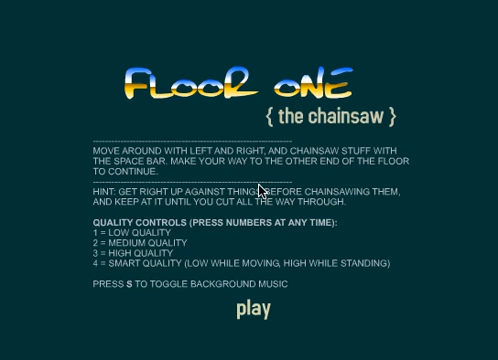 FLOOR ONE
{ the chainsaw }
MOVE AROUND WITH LEFT AND RIGHT, AND CHAINSAW STUFF WITH
THE SPACE BAR. MAKE YOUR WAY TO THE OTHER END OF THE FLOOR
TO CONTINUE.
HINT: GET RIGHT UP AGAINST THINGS BEFORE CHAINSAWING THEM,
AND KEEP AT IT UNTIL YOU CUT ALL THE WAY THROUGH.
QUALITY CONTROLS (PRESS NUMBERS AT ANY TIME):
1 = LOW QUALITY
2 = MEDIUM QUALITY
3 = HIGH QUALITY
4 = SMART QUALITY (LOW WHILE MOVING, HIGH WHILE STANDING)
PRESS S TO TOGGLE BACKGROUND MUSIC
play